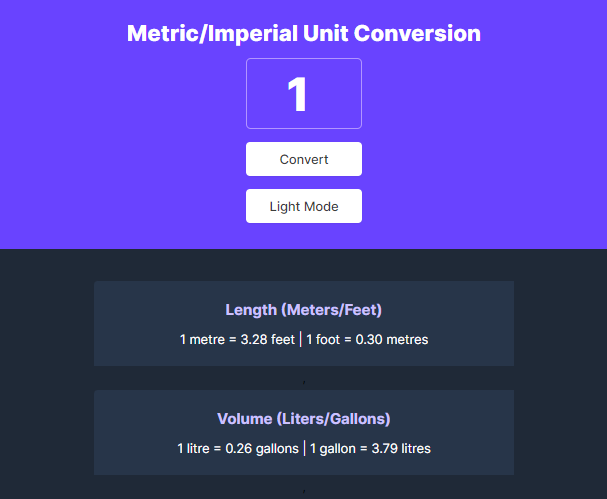 Metric/Imperial Unit Conversion
1
Convert
Light Mode
Length (Meters/Feet)
1 metre = 3.28 feet | 1 foot = 0.30 metres
,
Volume (Liters/Gallons)
1 litre = 0.26 gallons | 1 gallon = 3.79 litres
,